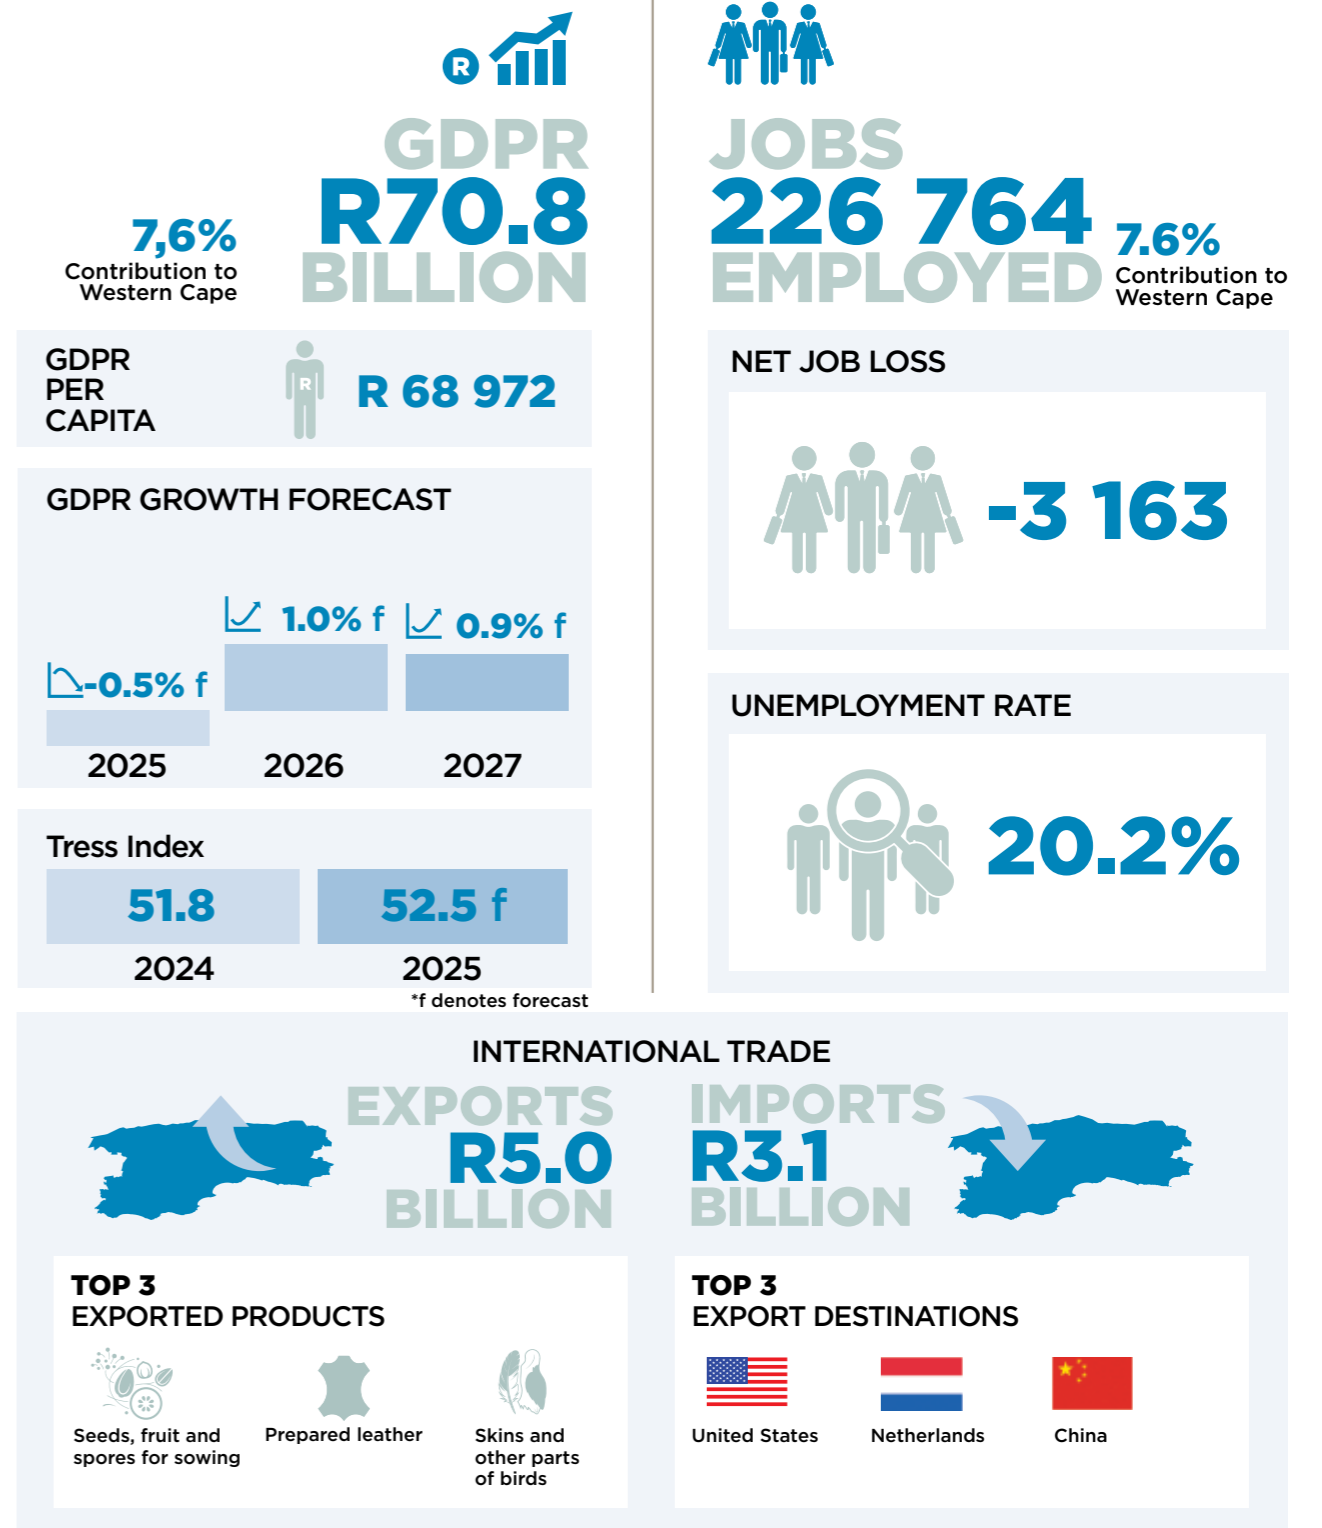 R
GDPR
R70.8
BILLION
7,6%
Contribution to
Western Cape
GDPR
PER
CAPITA
R
R 68 972
GDPR GROWTH FORECAST
-0.5% f
1.0% f
0.9% f
2025
2026
2027
Tress Index
51.8
52.5 f
2024
2025
*f denotes forecast
JOBS
226 764
EMPLOYED
7.6%
Contribution to
Western Cape
NET JOB LOSS
-3 163
UNEMPLOYMENT RATE
20.2%
INTERNATIONAL TRADE
EXPORTS
R5.0
BILLION
IMPORTS
R3.1
BILLION
TOP 3
EXPORTED PRODUCTS
Seeds, fruit and
spores for sowing
Prepared leather
Skins and
other parts
of birds
TOP 3
EXPORT DESTINATIONS
United States
Netherlands
China